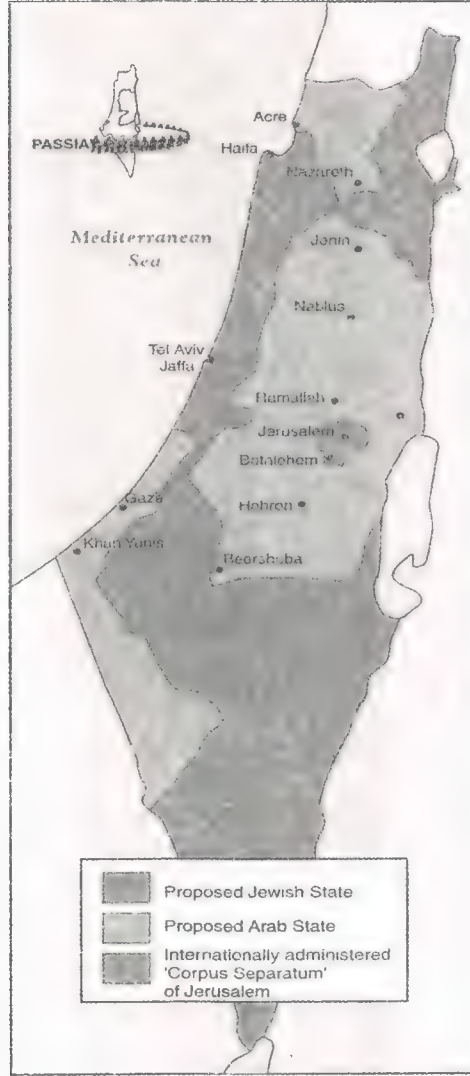 Acre
PASSIA
Haifa
Nazareth
Mediterranean
Sea
Jenin
Nablus
Tel Aviv
Jaffa
Ramallah
Jerusalem
Bethlehem
Gaza
Hebron
Khan Yunis
Beersheba
Proposed Jewish State
Proposed Arab State
Internationally administered
'Corpus Separatum'
of Jerusalem